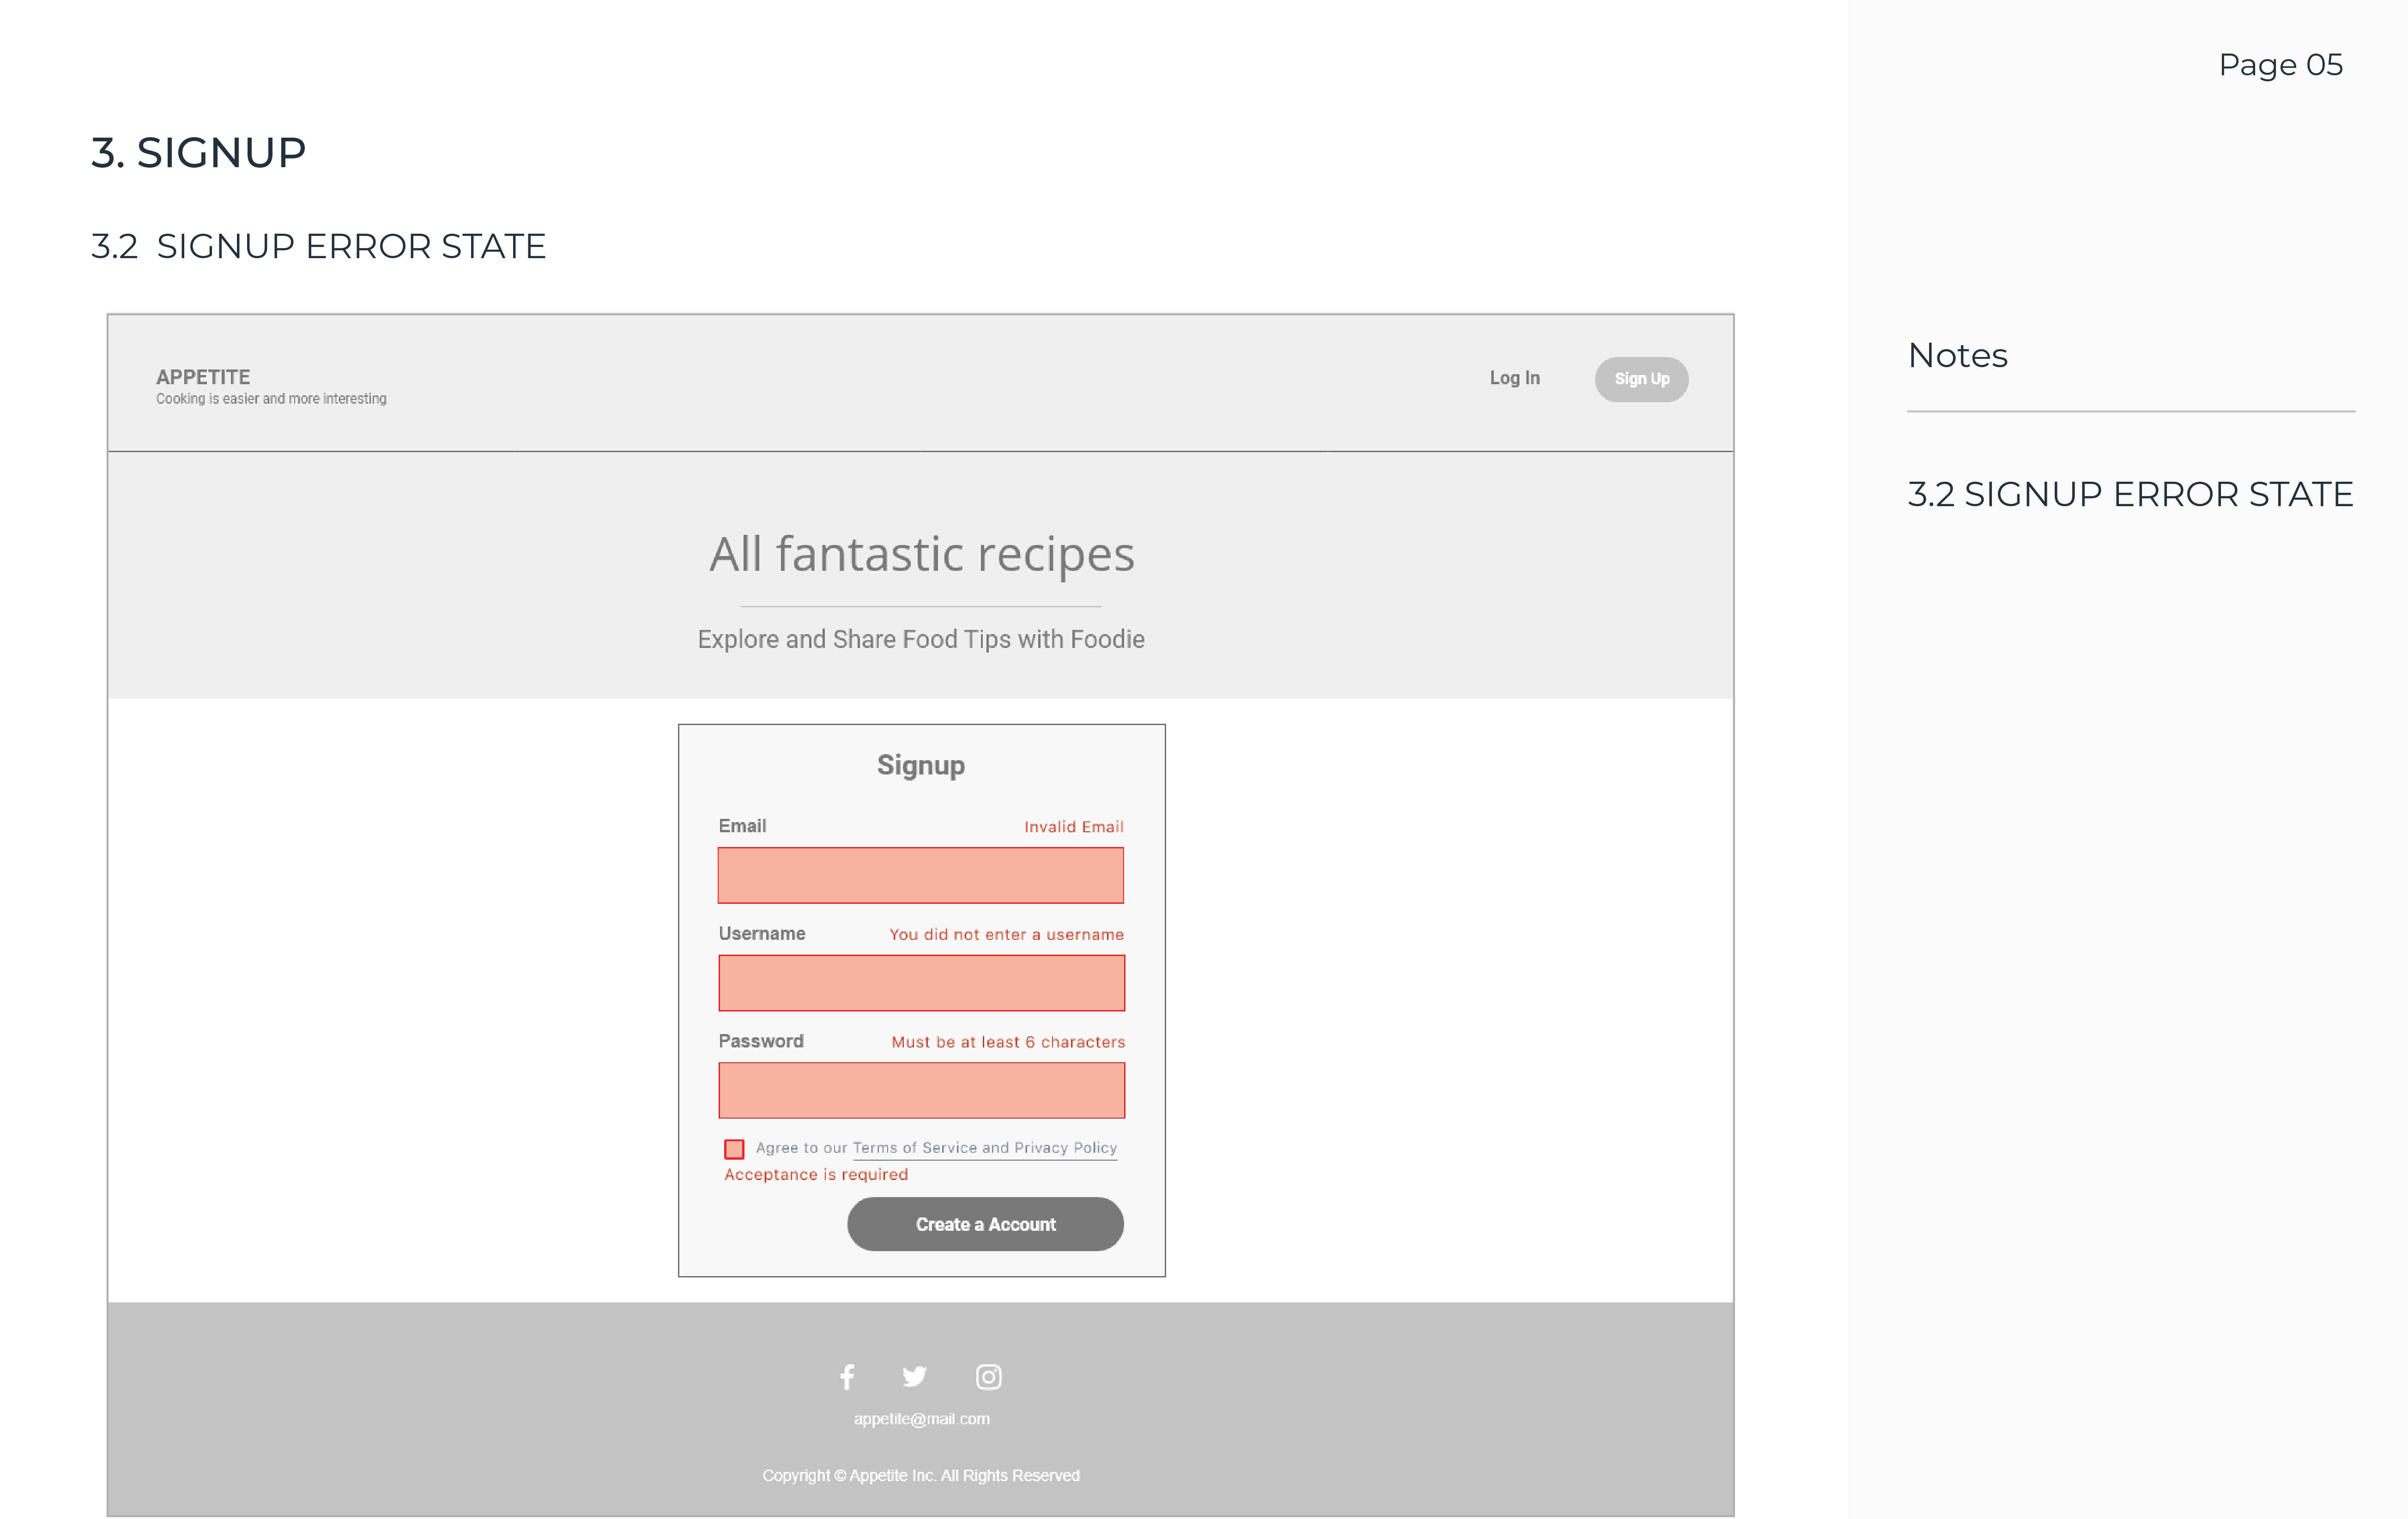 Page 05
3. SIGNUP
3.2 SIGNUP ERROR STATE
APPETITE
Cooking is easier and more interesting
Log In
Sign Up
All fantastic recipes
Explore and Share Food Tips with Foodie
Signup
Email
Invalid Email
Username
You did not enter a username
Password
Must be at least 6 characters
Agree to our Terms of Service and Privacy Policy
Acceptance is required
Create a Account
appetite@mail.com
Copyright © Appetite Inc. All Rights Reserved
Notes
3.2 SIGNUP ERROR STATE